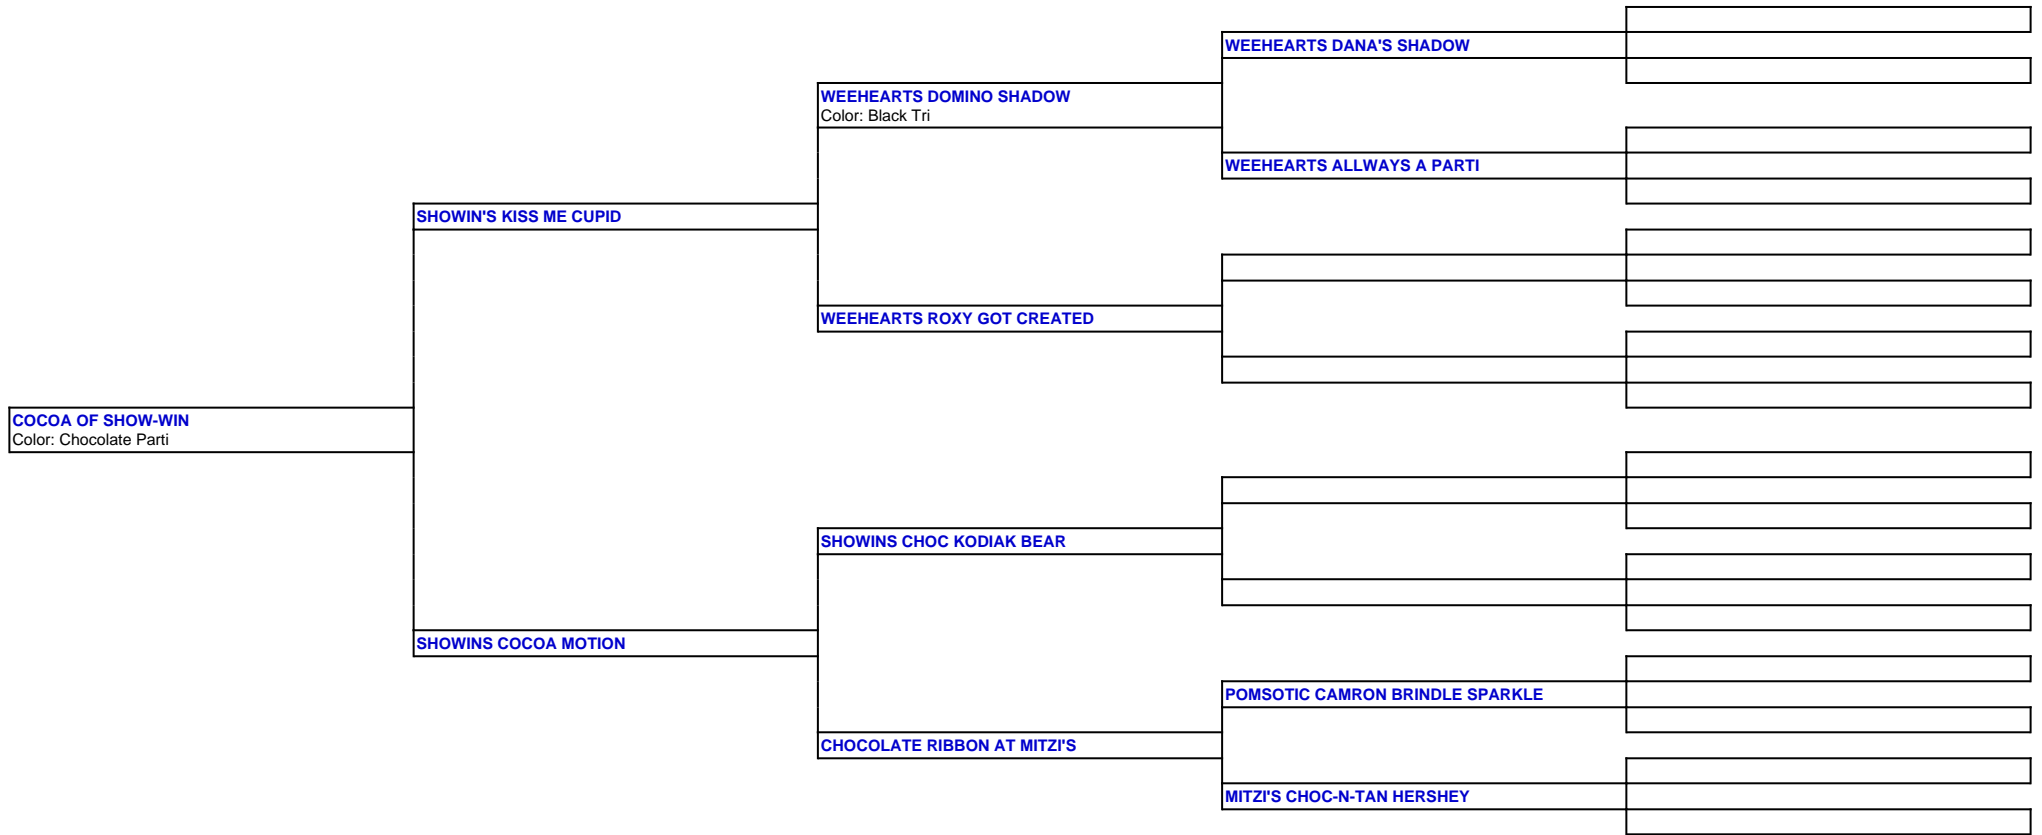 WEEHEARTS DANA'S SHADOW
WEEHEARTS DOMINO SHADOW
Color: Black Tri
WEEHEARTS ALLWAYS A PARTI
SHOWIN'S KISS ME CUPID
WEEHEARTS ROXY GOT CREATED
COCOA OF SHOW-WIN
Color: Chocolate Parti
SHOWINS CHOC KODIAK BEAR
SHOWINS COCOA MOTION
POMSOTIC CAMRON BRINDLE SPARKLE
CHOCOLATE RIBBON AT MITZI'S
MITZI'S CHOC-N-TAN HERSHEY